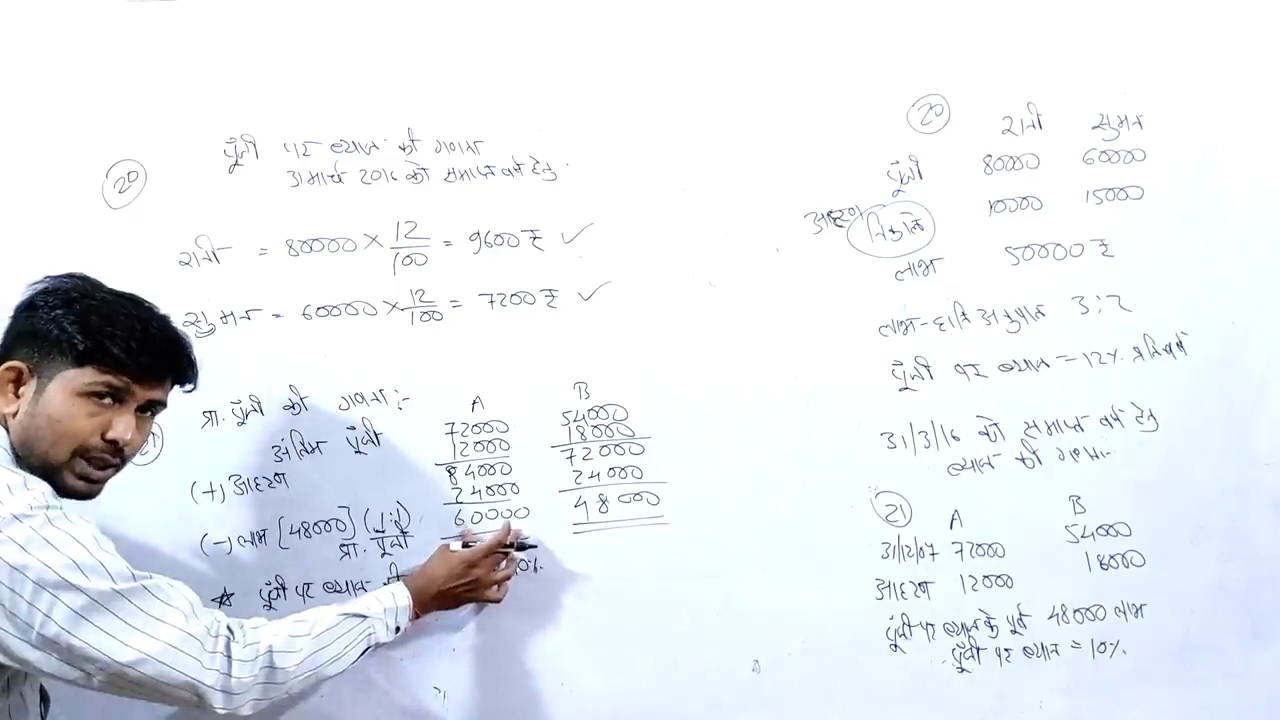 20
पूँजी पर ब्याज की गणना
31 मार्च 2016 को समाप्त वर्ष हेतु
रानी = 80000 × 12/100 = 9600 ₹ ✓
सुमन = 60000 × 12/100 = 7200 ₹ ✓
प्रा. पूँजी की गणना :-
A B
अंतिम पूँजी 72000 54000
(+) आहरण 12000 18000
84000 72000
(-) लाभ [48000] (1:1) 24000 24000
प्रा. पूँजी 60000 48000
☆ पूँजी पर ब्याज की 0%
20
रानी सुमन
पूँजी 80000 60000
आहरण
निकाले 10000 15000
लाभ 50000 ₹
लाभ-हानि अनुपात 3:2
पूँजी पर ब्याज = 12% प्रतिवर्ष
31/3/16 को समाप्त वर्ष हेतु
ब्याज की गणना
21
A B
31/12/07 72000 54000
आहरण 12000 18000
पूँजी पर ब्याज के पूर्व 48000 लाभ
पूँजी पर ब्याज = 10%